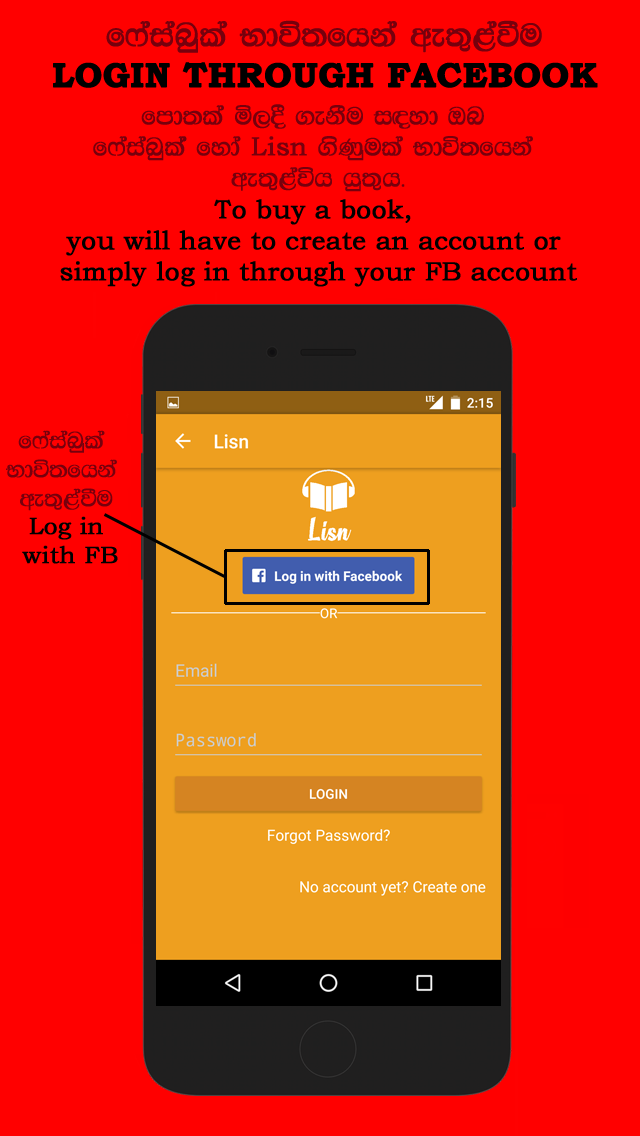 ෆේස්බුක් භාවිතයෙන් ඇතුළ්වීම
LOGIN THROUGH FACEBOOK
පොතක් මිලදී ගැනීම සඳහා ඔබ
ෆේස්බුක් හෝ Lisn ගිණුමක් භාවිතයෙන්
ඇතුළ්විය යුතුය.
To buy a book,
you will have to create an account or
simply log in through your FB account
LTE 2:15
Lisn
Lisn
ෆේස්බුක්
භාවිතයෙන්
ඇතුළ්වීම
Log in
with FB
Log in with Facebook
OR
Email
Password
LOGIN
Forgot Password?
No account yet? Create one